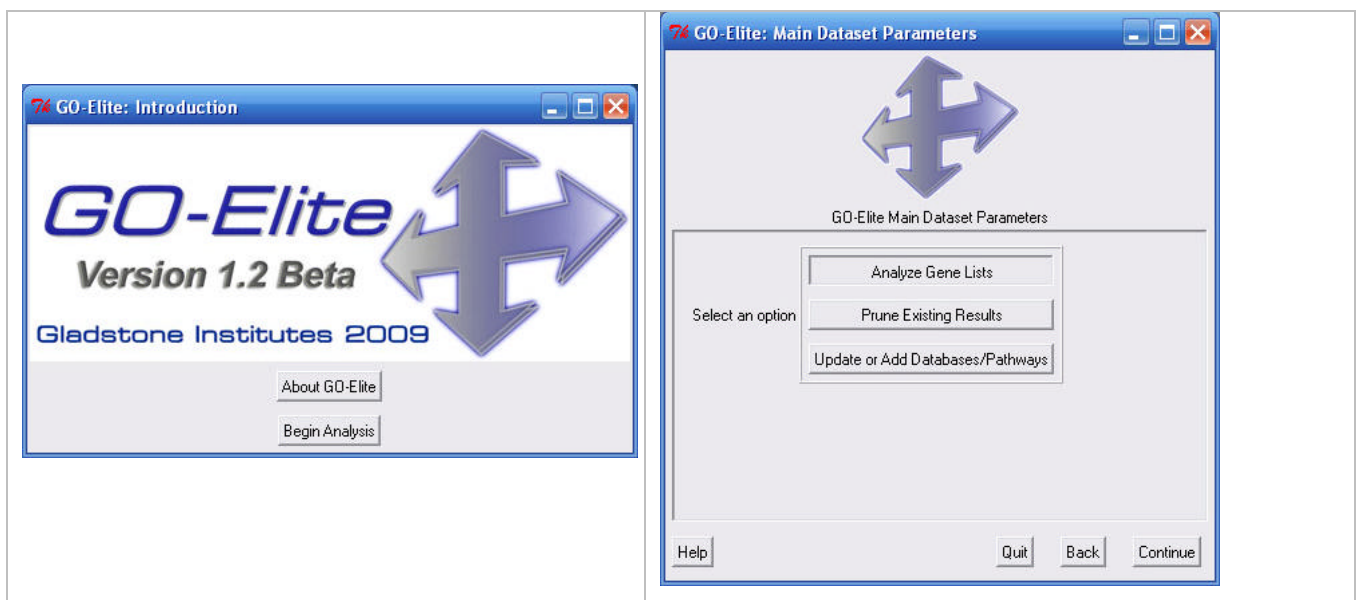 GO-Elite: Introduction
GO-Elite
Version 1.2 Beta
Gladstone Institutes 2009
About GO-Elite
Begin Analysis
GO-Elite: Main Dataset Parameters
GO-Elite Main Dataset Parameters
Select an option
Analyze Gene Lists
Prune Existing Results
Update or Add Databases/Pathways
Help
Quit
Back
Continue